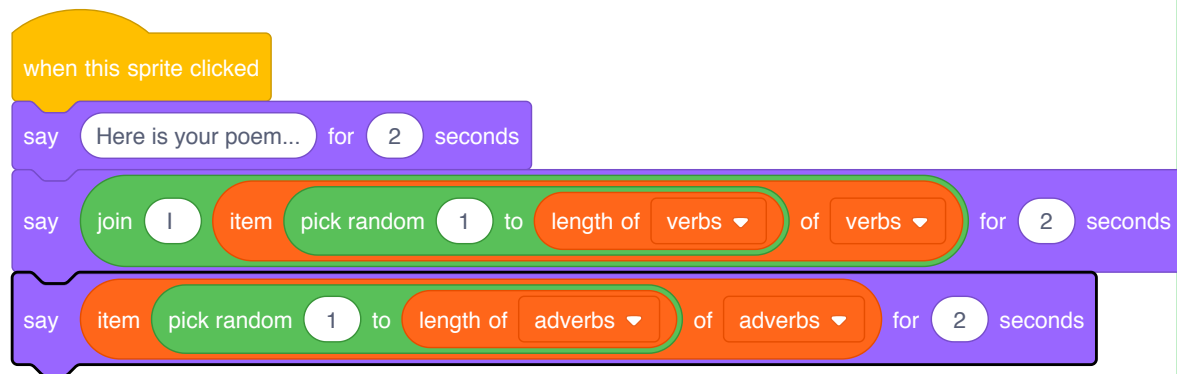 when this sprite clicked
say Here is your poem... for 2 seconds
say join I item pick random 1 to length of verbs of verbs for 2 seconds
say item pick random 1 to length of adverbs of adverbs for 2 seconds